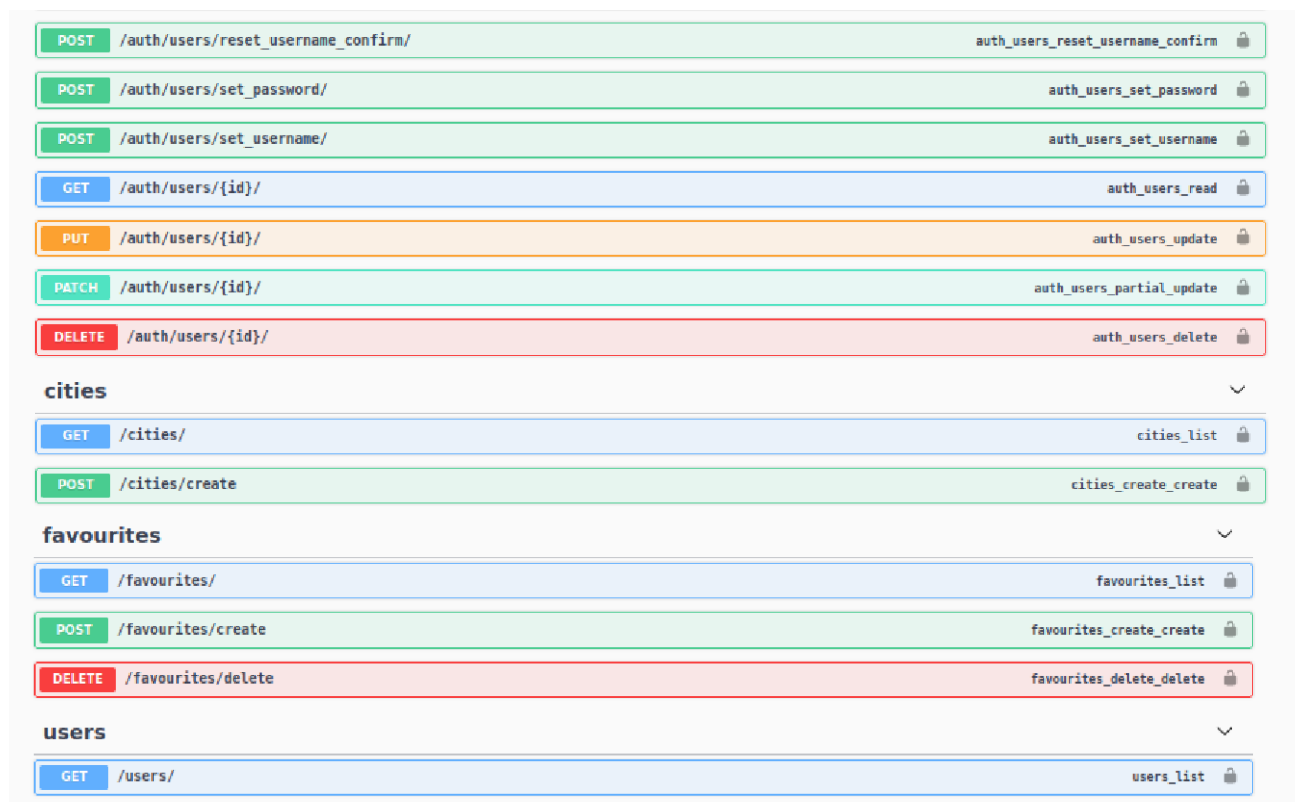 POST /auth/users/reset_username_confirm/ auth_users_reset_username_confirm
POST /auth/users/set_password/ auth_users_set_password
POST /auth/users/set_username/ auth_users_set_username
GET /auth/users/{id}/ auth_users_read
PUT /auth/users/{id}/ auth_users_update
PATCH /auth/users/{id}/ auth_users_partial_update
DELETE /auth/users/{id}/ auth_users_delete
cities
GET /cities/ cities_list
POST /cities/create cities_create_create
favourites
GET /favourites/ favourites_list
POST /favourites/create favourites_create_create
DELETE /favourites/delete favourites_delete_delete
users
GET /users/ users_list